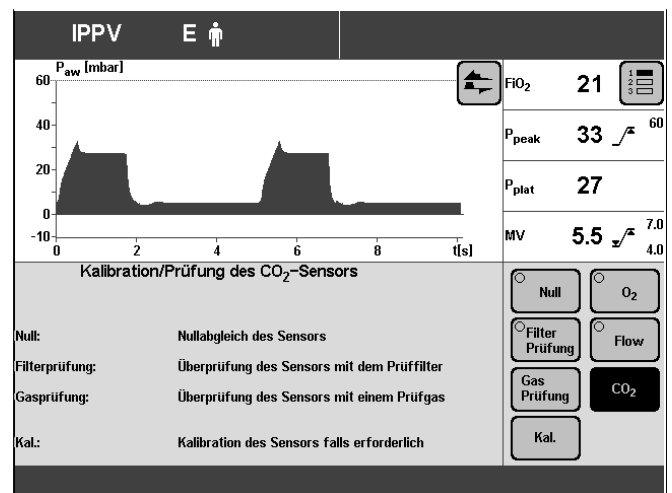 IPPV E
Paw [mbar]
60
40
20
0
-10
0 2 4 6 8 t[s]
FiO2 21
1
2
3
Ppeak 33 60
Pplat 27
MV 5.5 7.0
4.0
Kalibration/Prüfung des CO2-Sensors
Null: Nullabgleich des Sensors
Filterprüfung: Überprüfung des Sensors mit dem Prüffilter
Gasprüfung: Überprüfung des Sensors mit einem Prüfgas
Kal.: Kalibration des Sensors falls erforderlich
Null
O2
Filter
Prüfung
Flow
Gas
Prüfung
CO2
Kal.